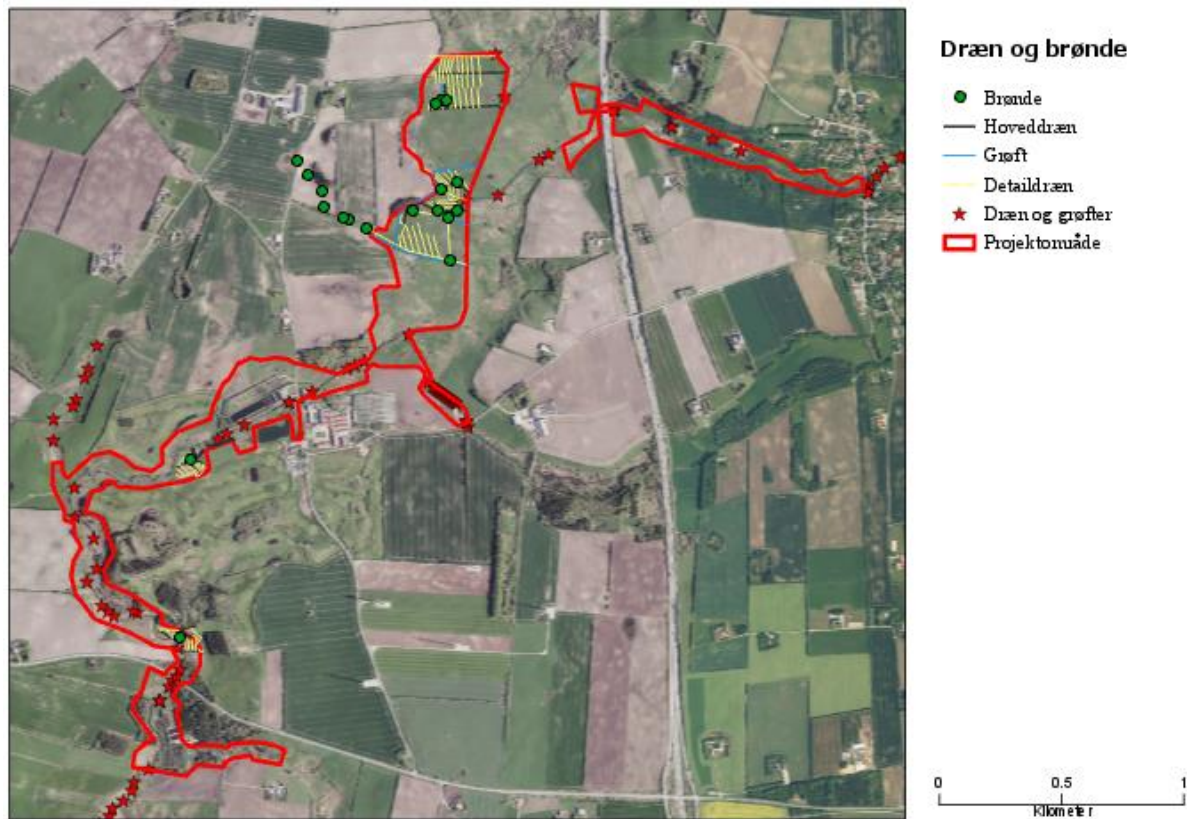 Dræn og brønde
Brønde
Hoveddræn
Grøft
Detaildræn
Dræn og grøfter
Projektområde
0 0.5 1
Kilometer